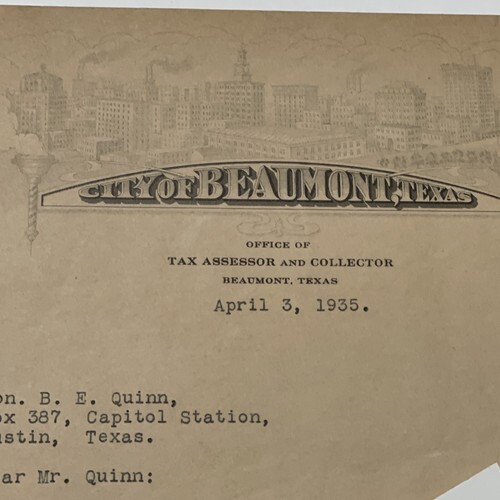 CITY OF BEAUMONT, TEXAS
OFFICE OF
TAX ASSESSOR AND COLLECTOR
BEAUMONT, TEXAS
April 3, 1935.
on. B. E. Quinn,
ox 387, Capitol Station,
ustin, Texas.
ar Mr. Quinn: